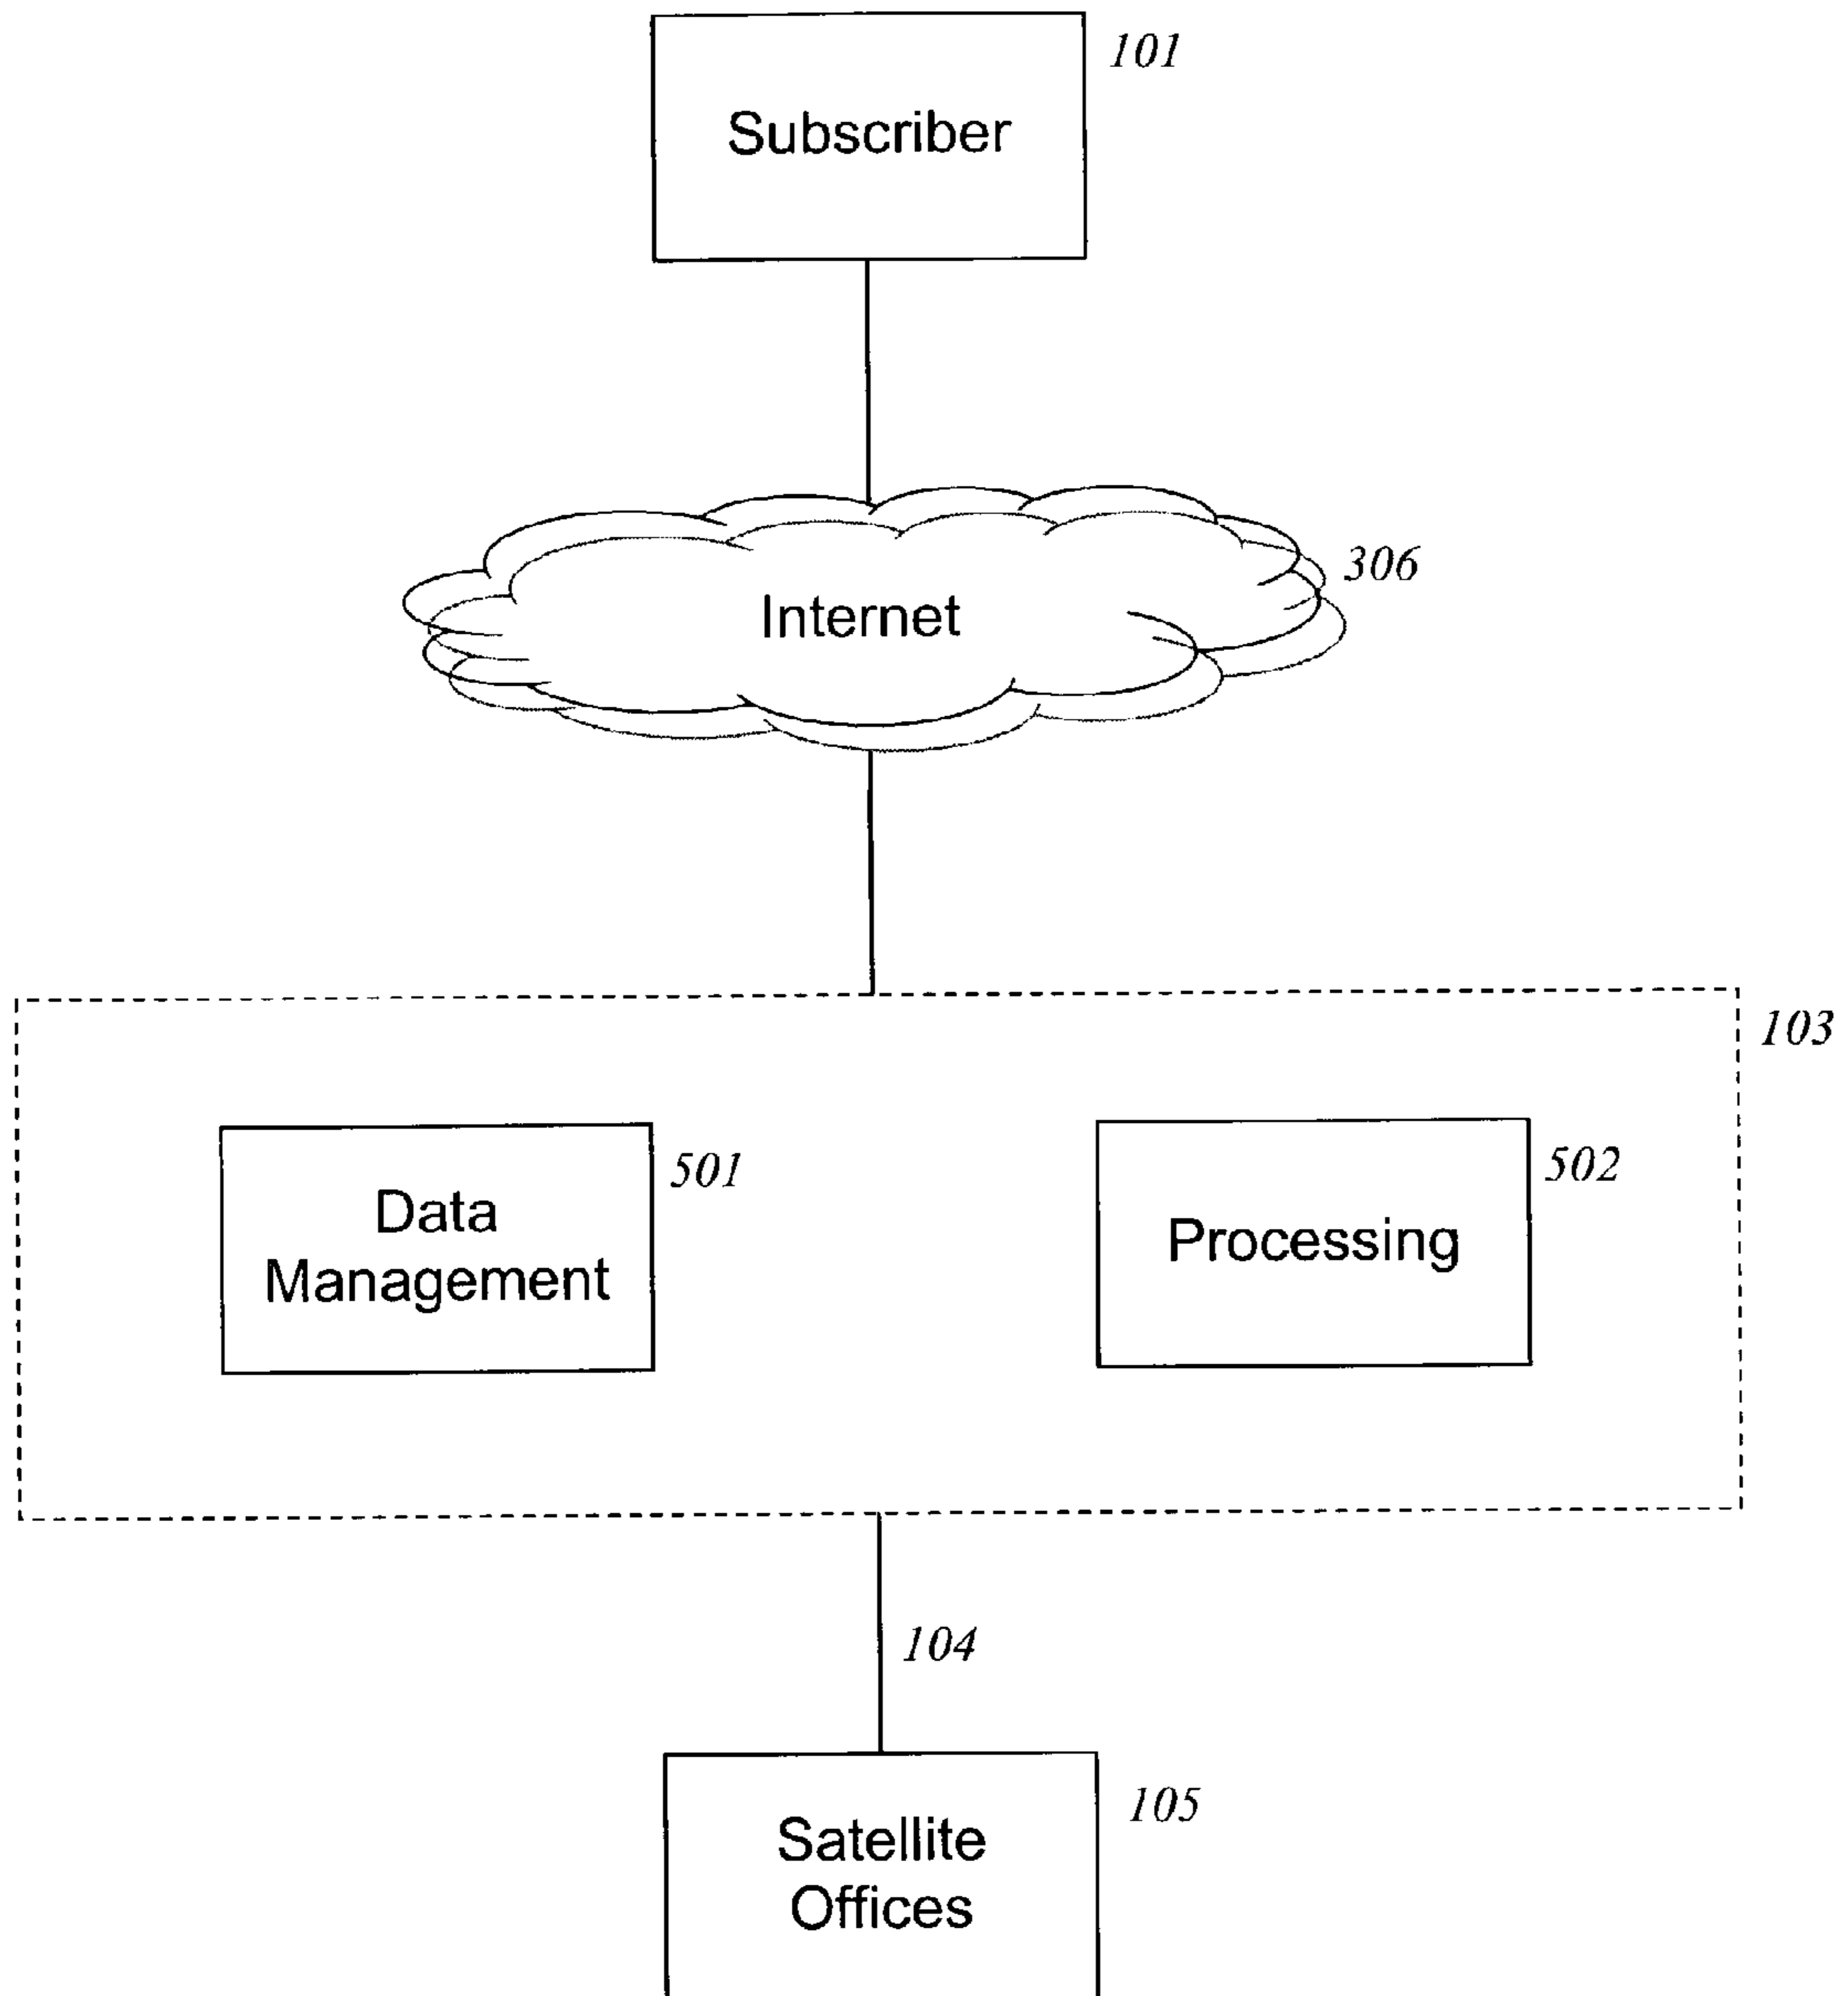 101
Subscriber
306
Internet
103
501
Data
Management
502
Processing
104
105
Satellite
Offices